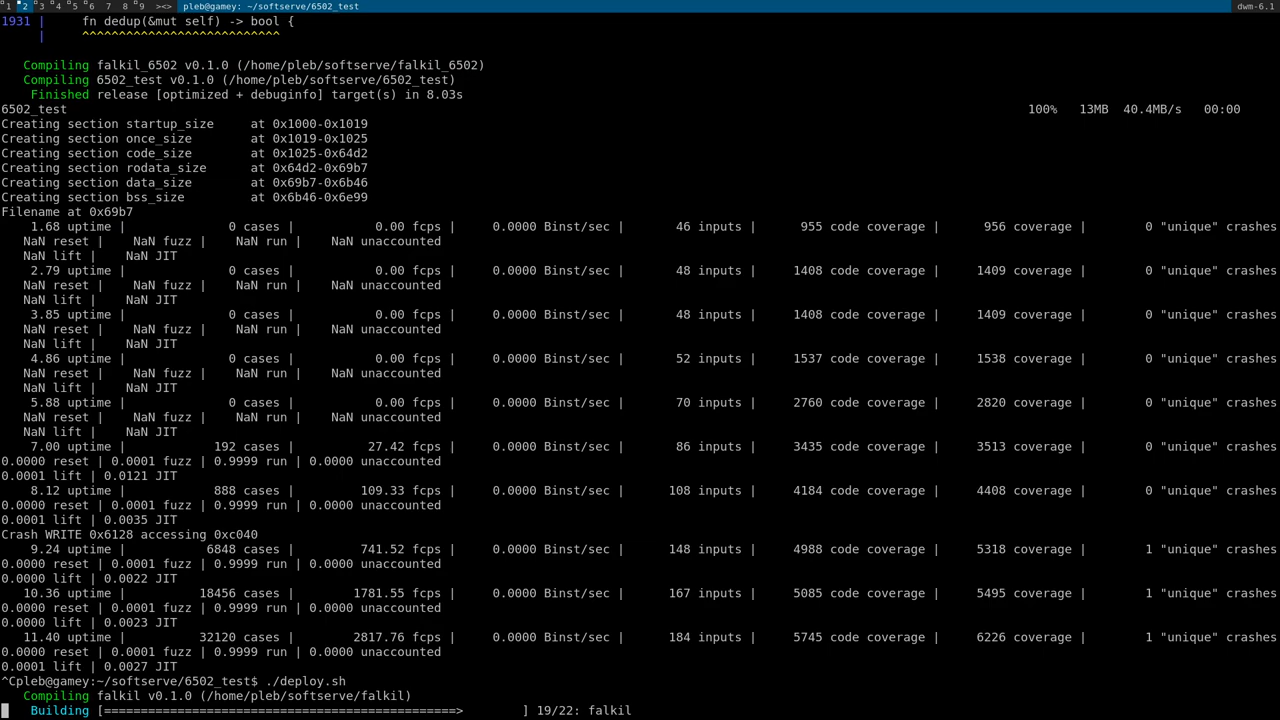 1 2 3 4 5 6 7 8 9 ><> pleb@gamey: ~/softserve/6502_test dwm-6.1
1931 | fn dedup(&mut self) -> bool {
| ^^^^^^^^^^^^^^^^^^^^^^^^^^^
Compiling falkil_6502 v0.1.0 (/home/pleb/softserve/falkil_6502)
Compiling 6502_test v0.1.0 (/home/pleb/softserve/6502_test)
Finished release [optimized + debuginfo] target(s) in 8.03s
6502_test 100% 13MB 40.4MB/s 00:00
Creating section startup_size at 0x1000-0x1019
Creating section once_size at 0x1019-0x1025
Creating section code_size at 0x1025-0x64d2
Creating section rodata_size at 0x64d2-0x69b7
Creating section data_size at 0x69b7-0x6b46
Creating section bss_size at 0x6b46-0x6e99
Filename at 0x69b7
1.68 uptime | 0 cases | 0.00 fcps | 0.0000 Binst/sec | 46 inputs | 955 code coverage | 956 coverage | 0 "unique" crashes
NaN reset | NaN fuzz | NaN run | NaN unaccounted
NaN lift | NaN JIT
2.79 uptime | 0 cases | 0.00 fcps | 0.0000 Binst/sec | 48 inputs | 1408 code coverage | 1409 coverage | 0 "unique" crashes
NaN reset | NaN fuzz | NaN run | NaN unaccounted
NaN lift | NaN JIT
3.85 uptime | 0 cases | 0.00 fcps | 0.0000 Binst/sec | 48 inputs | 1408 code coverage | 1409 coverage | 0 "unique" crashes
NaN reset | NaN fuzz | NaN run | NaN unaccounted
NaN lift | NaN JIT
4.86 uptime | 0 cases | 0.00 fcps | 0.0000 Binst/sec | 52 inputs | 1537 code coverage | 1538 coverage | 0 "unique" crashes
NaN reset | NaN fuzz | NaN run | NaN unaccounted
NaN lift | NaN JIT
5.88 uptime | 0 cases | 0.00 fcps | 0.0000 Binst/sec | 70 inputs | 2760 code coverage | 2820 coverage | 0 "unique" crashes
NaN reset | NaN fuzz | NaN run | NaN unaccounted
NaN lift | NaN JIT
7.00 uptime | 192 cases | 27.42 fcps | 0.0000 Binst/sec | 86 inputs | 3435 code coverage | 3513 coverage | 0 "unique" crashes
0.0000 reset | 0.0001 fuzz | 0.9999 run | 0.0000 unaccounted
0.0001 lift | 0.0121 JIT
8.12 uptime | 888 cases | 109.33 fcps | 0.0000 Binst/sec | 108 inputs | 4184 code coverage | 4408 coverage | 0 "unique" crashes
0.0000 reset | 0.0001 fuzz | 0.9999 run | 0.0000 unaccounted
0.0001 lift | 0.0035 JIT
Crash WRITE 0x6128 accessing 0xc040
9.24 uptime | 6848 cases | 741.52 fcps | 0.0000 Binst/sec | 148 inputs | 4988 code coverage | 5318 coverage | 1 "unique" crashes
0.0000 reset | 0.0001 fuzz | 0.9999 run | 0.0000 unaccounted
0.0000 lift | 0.0022 JIT
10.36 uptime | 18456 cases | 1781.55 fcps | 0.0000 Binst/sec | 167 inputs | 5085 code coverage | 5495 coverage | 1 "unique" crashes
0.0000 reset | 0.0001 fuzz | 0.9999 run | 0.0000 unaccounted
0.0000 lift | 0.0023 JIT
11.40 uptime | 32120 cases | 2817.76 fcps | 0.0000 Binst/sec | 184 inputs | 5745 code coverage | 6226 coverage | 1 "unique" crashes
0.0000 reset | 0.0001 fuzz | 0.9999 run | 0.0000 unaccounted
0.0001 lift | 0.0027 JIT
^Cpleb@gamey:~/softserve/6502_test$ ./deploy.sh
Compiling falkil v0.1.0 (/home/pleb/softserve/falkil)
Building [================================================> ] 19/22: falkil